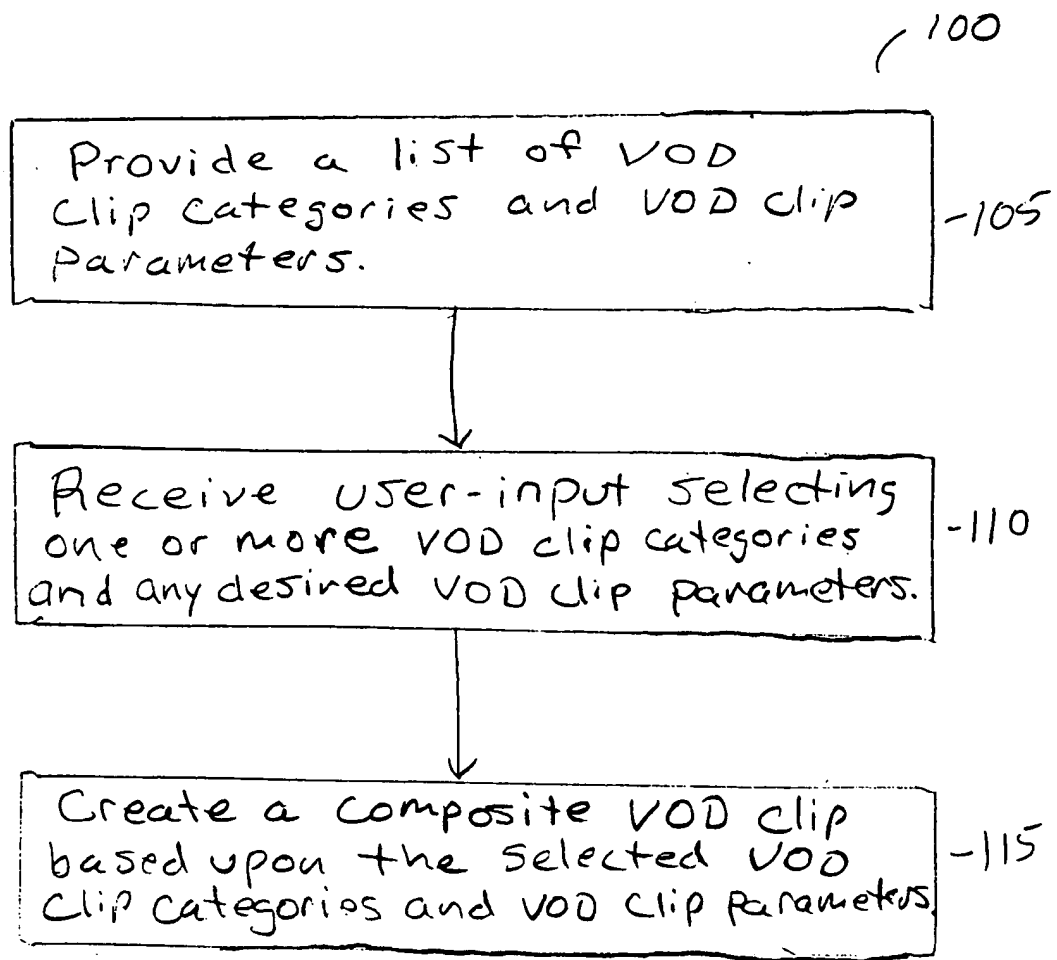 100
Provide a list of VOD
Clip categories and VOD clip
Parameters.
-105
Receive user-input selecting
one or more VOD clip categories
and any desired VOD clip parameters.
-110
Create a composite VOD clip
based upon the selected VOD
Clip categories and VOD clip parameters.
-115